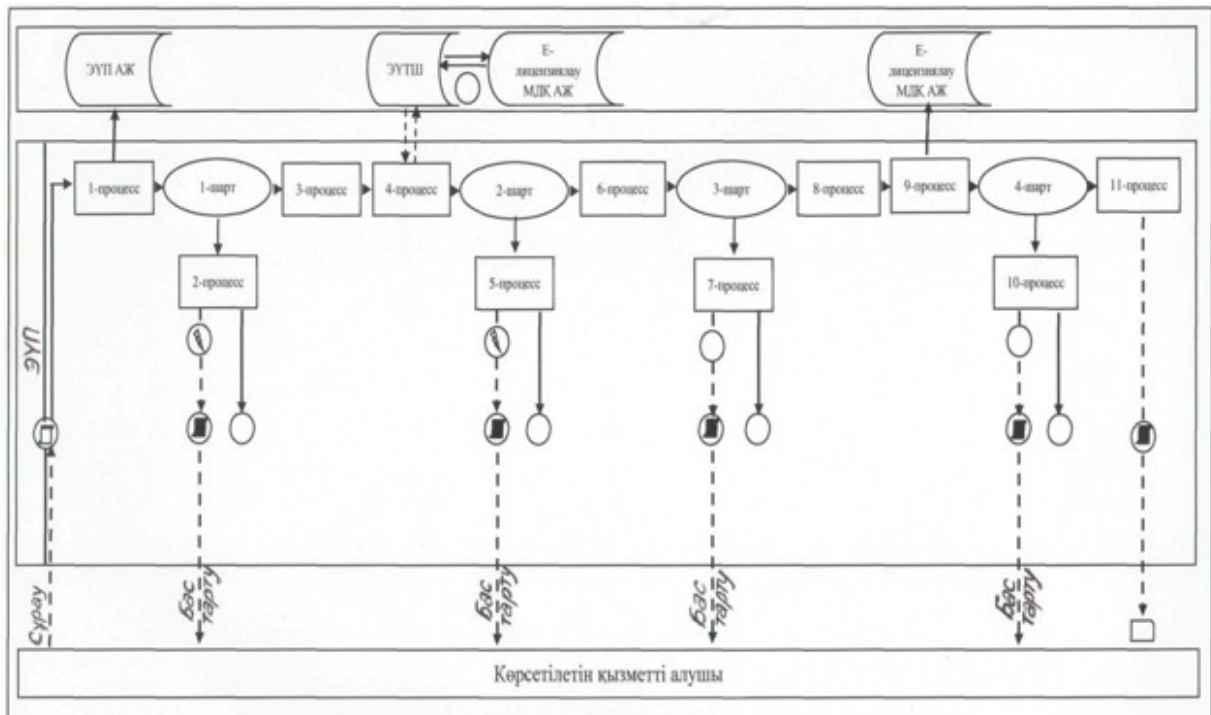 ЭҮП АЖ
ЭҮТШ
Е-
лицензиялау
МДҚ АЖ
Е-
лицензиялау
МДҚ АЖ
1-процесс
1-шарт
3-процесс
4-процесс
2-шарт
6-процесс
3-шарт
8-процесс
9-процесс
4-шарт
11-процесс
2-процесс
5-процесс
7-процесс
10-процесс
ЭҮП
Сұрау
Бас
тарту
Бас
тарту
Бас
тарту
Бас
тарту
Көрсетілетін қызметті алушы